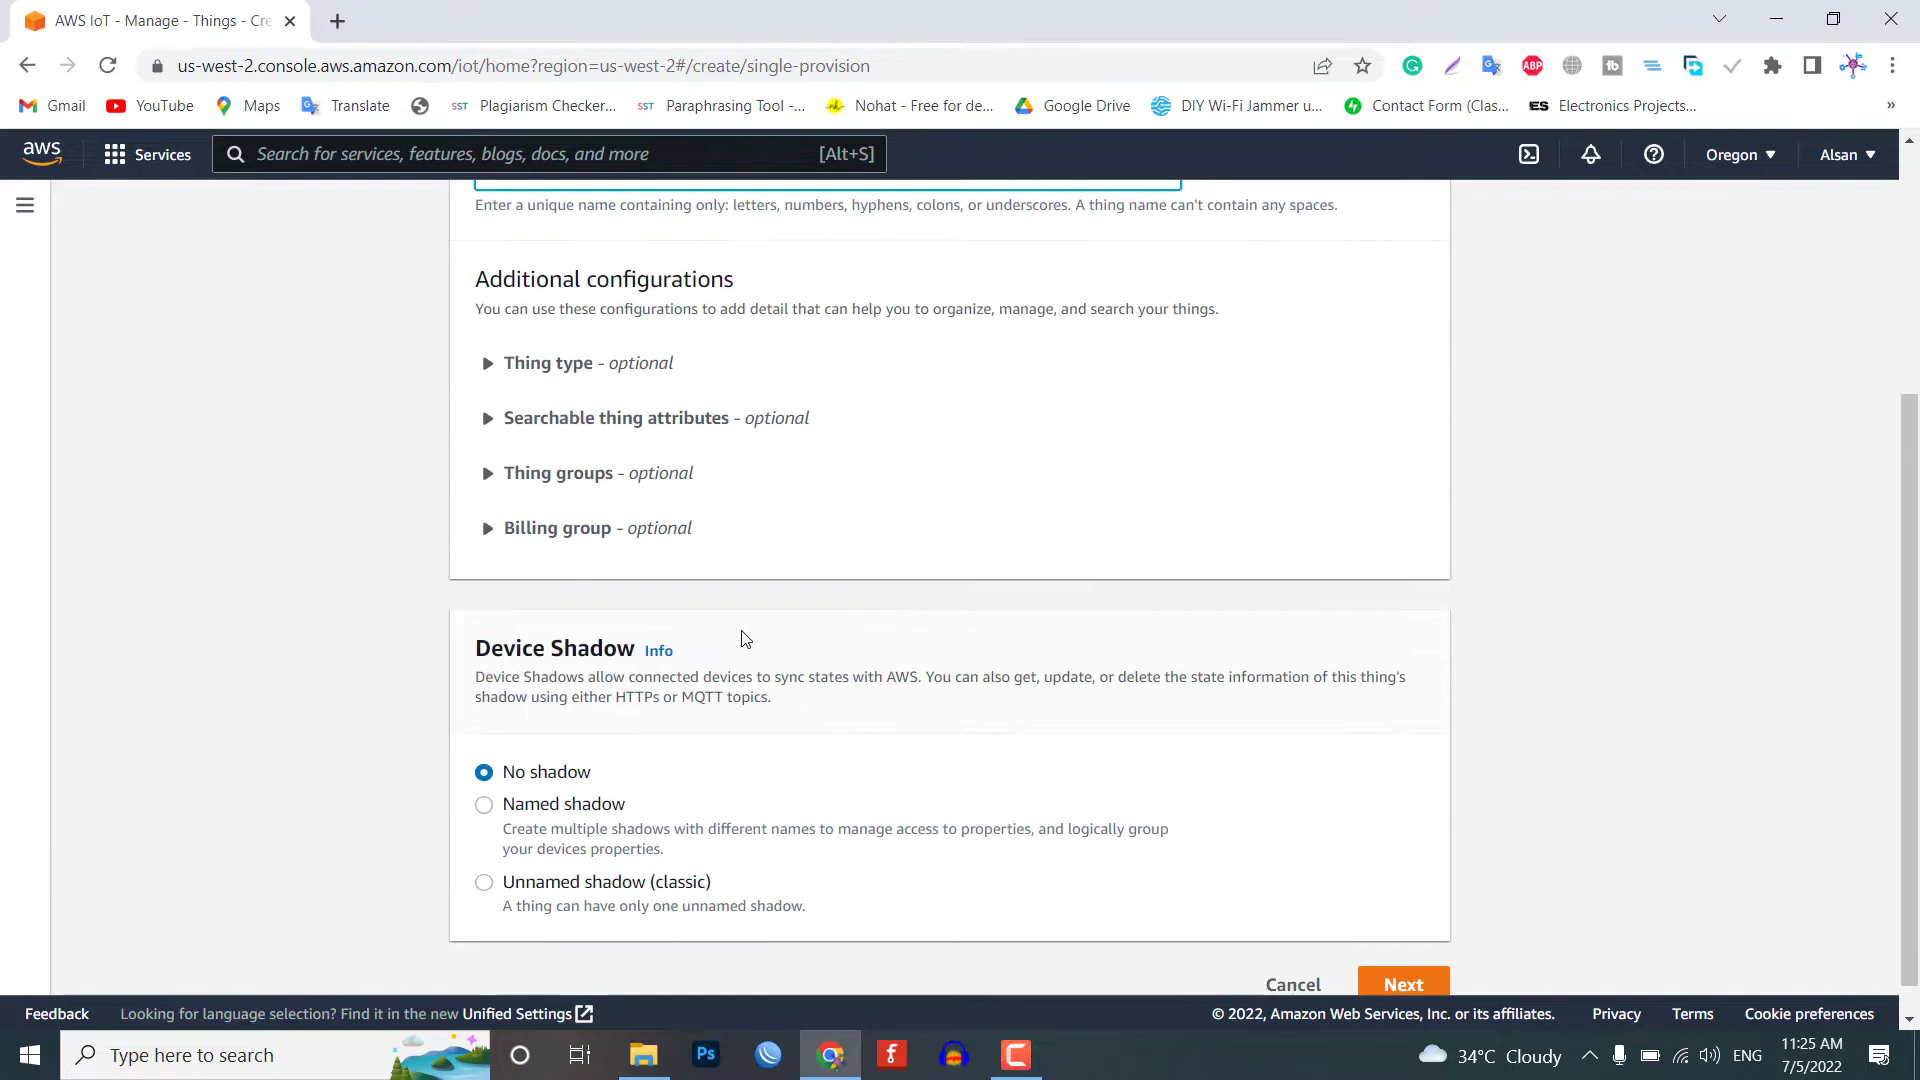 AWS IoT - Manage - Things - Cre
us-west-2.console.aws.amazon.com/iot/home?region=us-west-2#/create/single-provision
ABP
fb
Gmail
YouTube
Maps
Translate
SST Plagiarism Checker...
SST Paraphrasing Tool -...
Nohat - Free for de...
Google Drive
DIY Wi-Fi Jammer u...
Contact Form (Clas...
ES Electronics Projects...
»
aws
Services
Search for services, features, blogs, docs, and more [Alt+S]
Oregon
Alsan
Enter a unique name containing only: letters, numbers, hyphens, colons, or underscores. A thing name can't contain any spaces.
Additional configurations
You can use these configurations to add detail that can help you to organize, manage, and search your things.
Thing type - optional
Searchable thing attributes - optional
Thing groups - optional
Billing group - optional
Device Shadow Info
Device Shadows allow connected devices to sync states with AWS. You can also get, update, or delete the state information of this thing's
shadow using either HTTPs or MQTT topics.
No shadow
Named shadow
Create multiple shadows with different names to manage access to properties, and logically group
your devices properties.
Unnamed shadow (classic)
A thing can have only one unnamed shadow.
Cancel
Next
Feedback
Looking for language selection? Find it in the new Unified Settings
© 2022, Amazon Web Services, Inc. or its affiliates.
Privacy
Terms
Cookie preferences
Type here to search
Ps
34°C Cloudy
ENG
11:25 AM
7/5/2022